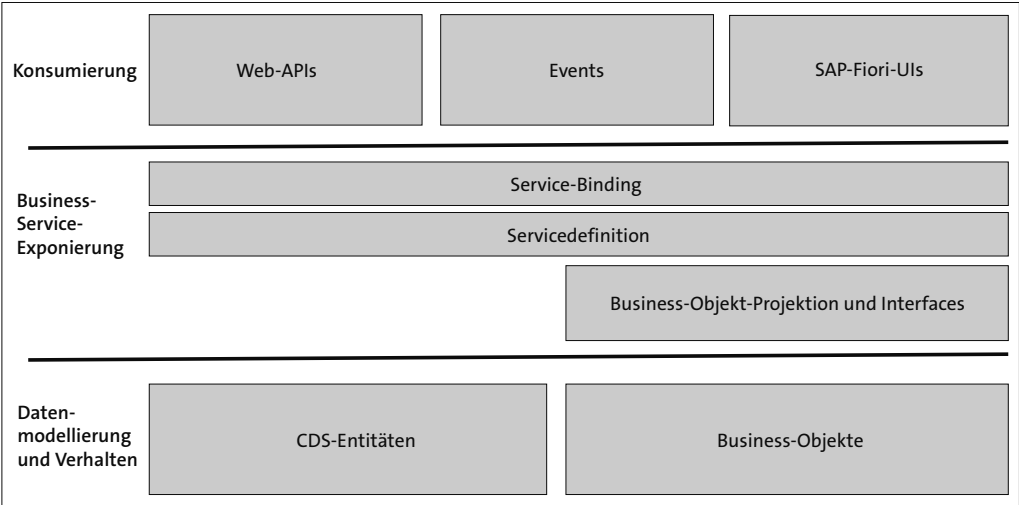 Konsumierung
Web-APIs
Events
SAP-Fiori-UIs
Business-
Service-
Exponierung
Service-Binding
Servicedefinition
Business-Objekt-Projektion und Interfaces
Daten-
modellierung
und Verhalten
CDS-Entitäten
Business-Objekte